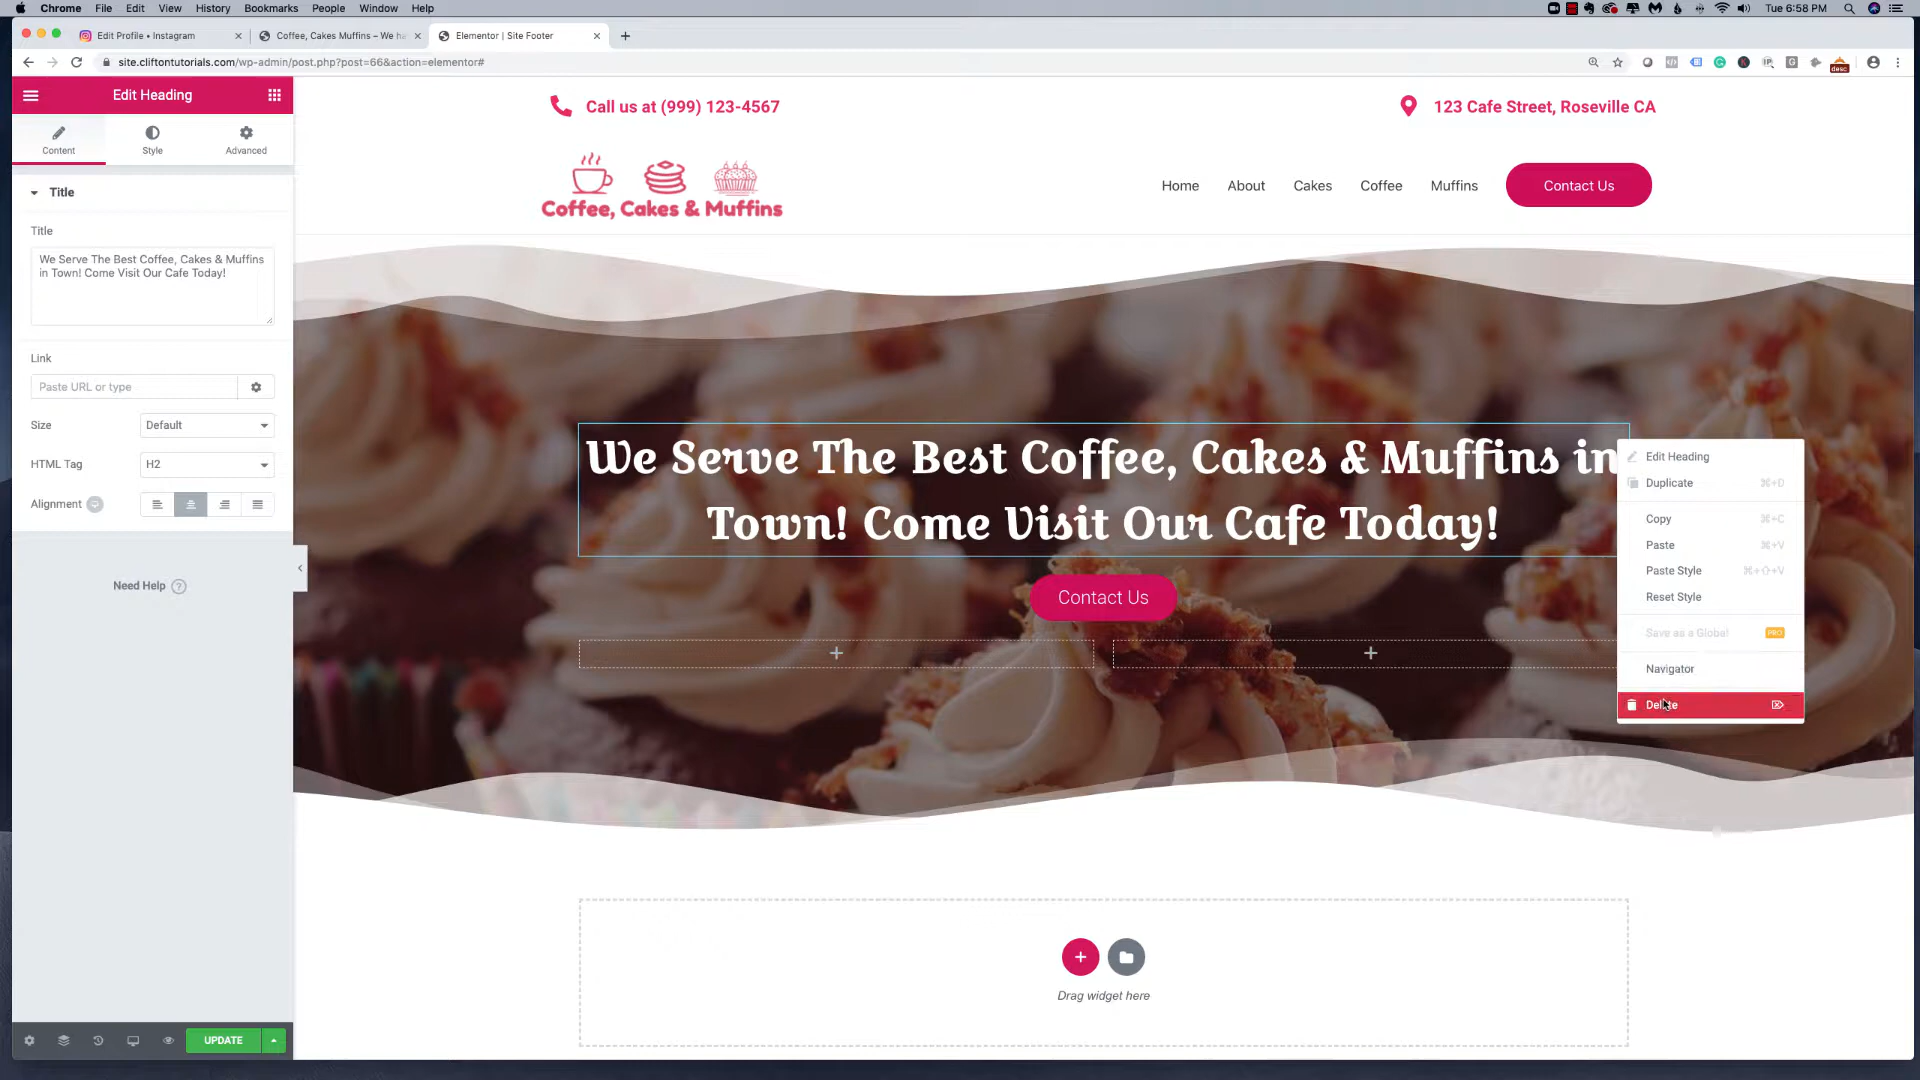 Chrome File Edit View History Bookmarks People Window Help Tue 6:58 PM
Edit Profile • Instagram
Coffee, Cakes Muffins – We ha
Elementor | Site Footer
site.cliftontutorials.com/wp-admin/post.php?post=66&action=elementor#
Edit Heading
Call us at (999) 123-4567
123 Cafe Street, Roseville CA
Content Style Advanced
Coffee, Cakes & Muffins
Home About Cakes Coffee Muffins Contact Us
Title
Title
We Serve The Best Coffee, Cakes & Muffins
in Town! Come Visit Our Cafe Today!
Link
Paste URL or type
Size Default
HTML Tag H2
Alignment
Need Help ?
We Serve The Best Coffee, Cakes & Muffins in
Town! Come Visit Our Cafe Today!
Contact Us
Edit Heading
Duplicate ⌘+D
Copy ⌘+C
Paste ⌘+V
Paste Style ⌘+⇧+V
Reset Style
Save as a Global PRO
Navigator
Delete ⌦
Drag widget here
UPDATE